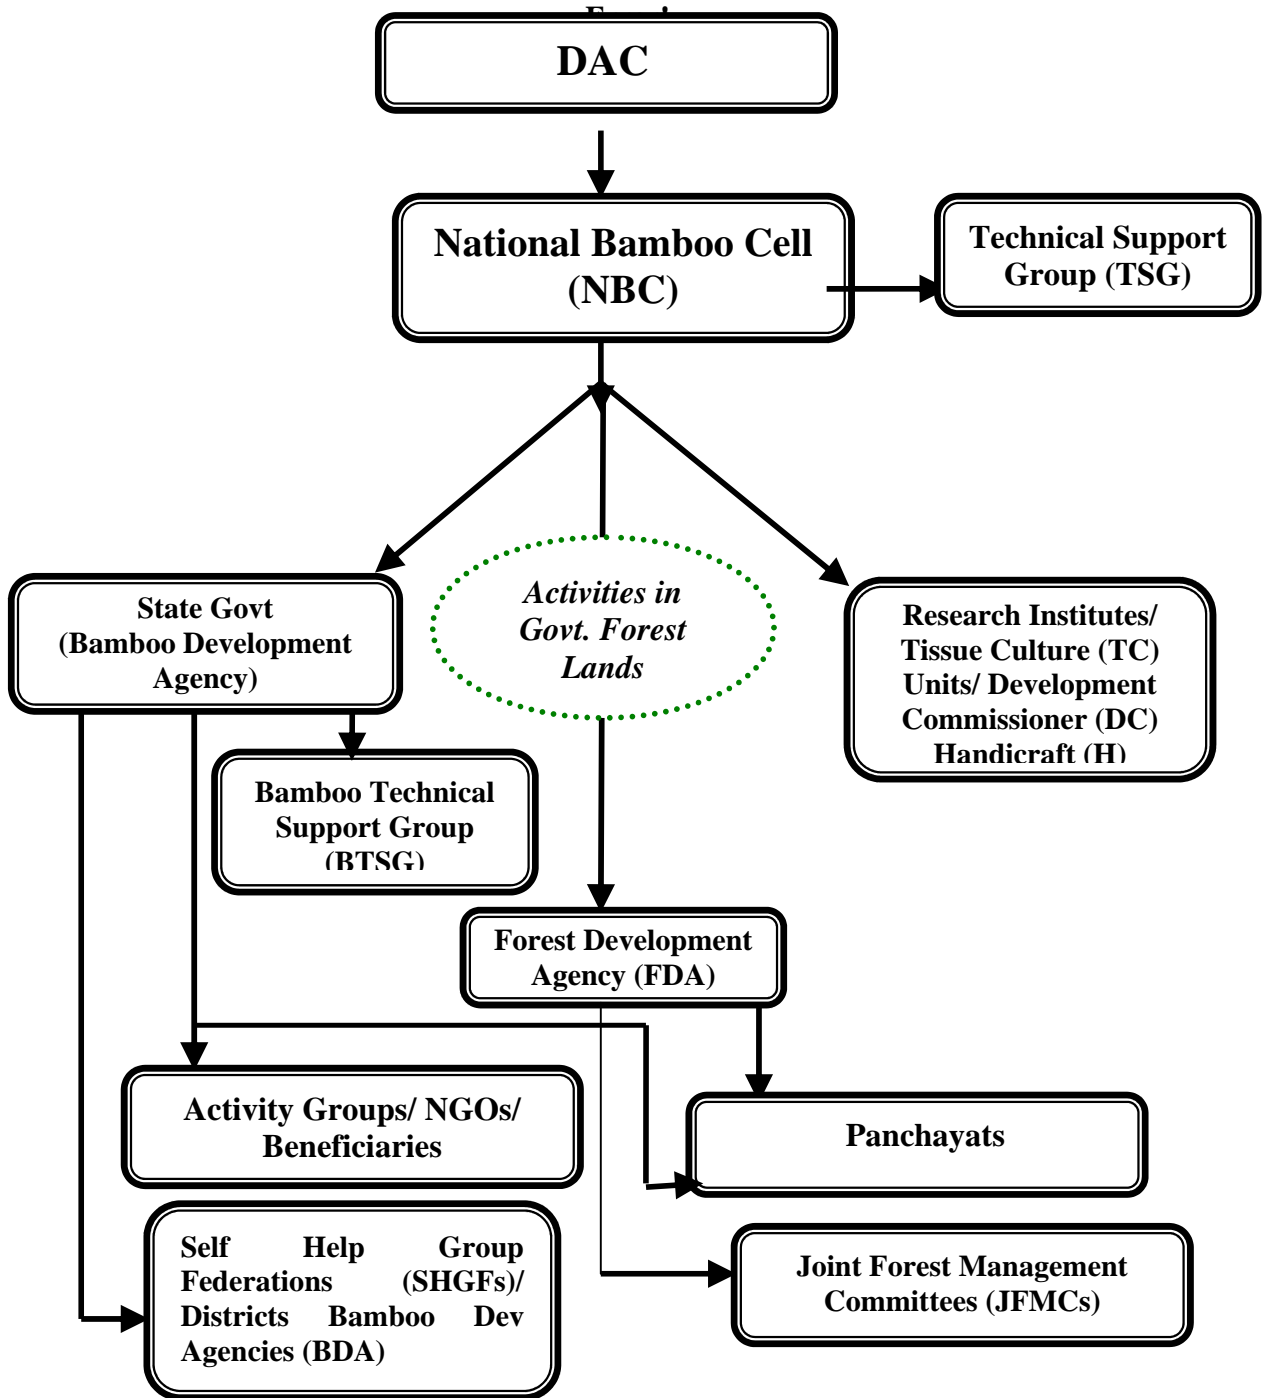 DAC
National Bamboo Cell
(NBC)
Technical Support
Group (TSG)
State Govt
(Bamboo Development
Agency)
Activities in
Govt. Forest
Lands
Research Institutes/
Tissue Culture (TC)
Units/ Development
Commissioner (DC)
Handicraft (H)
Bamboo Technical
Support Group
(BTSG)
Forest Development
Agency (FDA)
Activity Groups/ NGOs/
Beneficiaries
Panchayats
Self Help Group
Federations (SHGFs)/
Districts Bamboo Dev
Agencies (BDA)
Joint Forest Management
Committees (JFMCs)